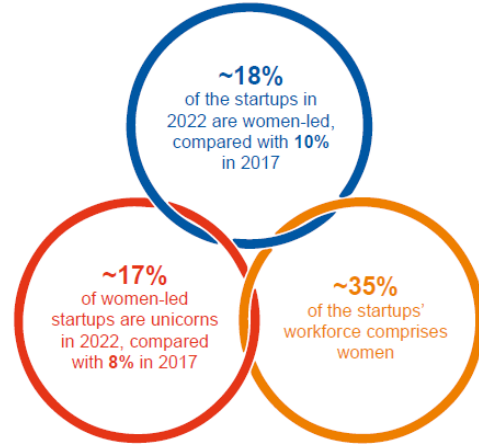 ~18%
of the startups in
2022 are women-led,
compared with 10%
in 2017
~17%
of women-led
startups are unicorns
in 2022, compared
with 8% in 2017
~35%
of the startups'
workforce comprises
women